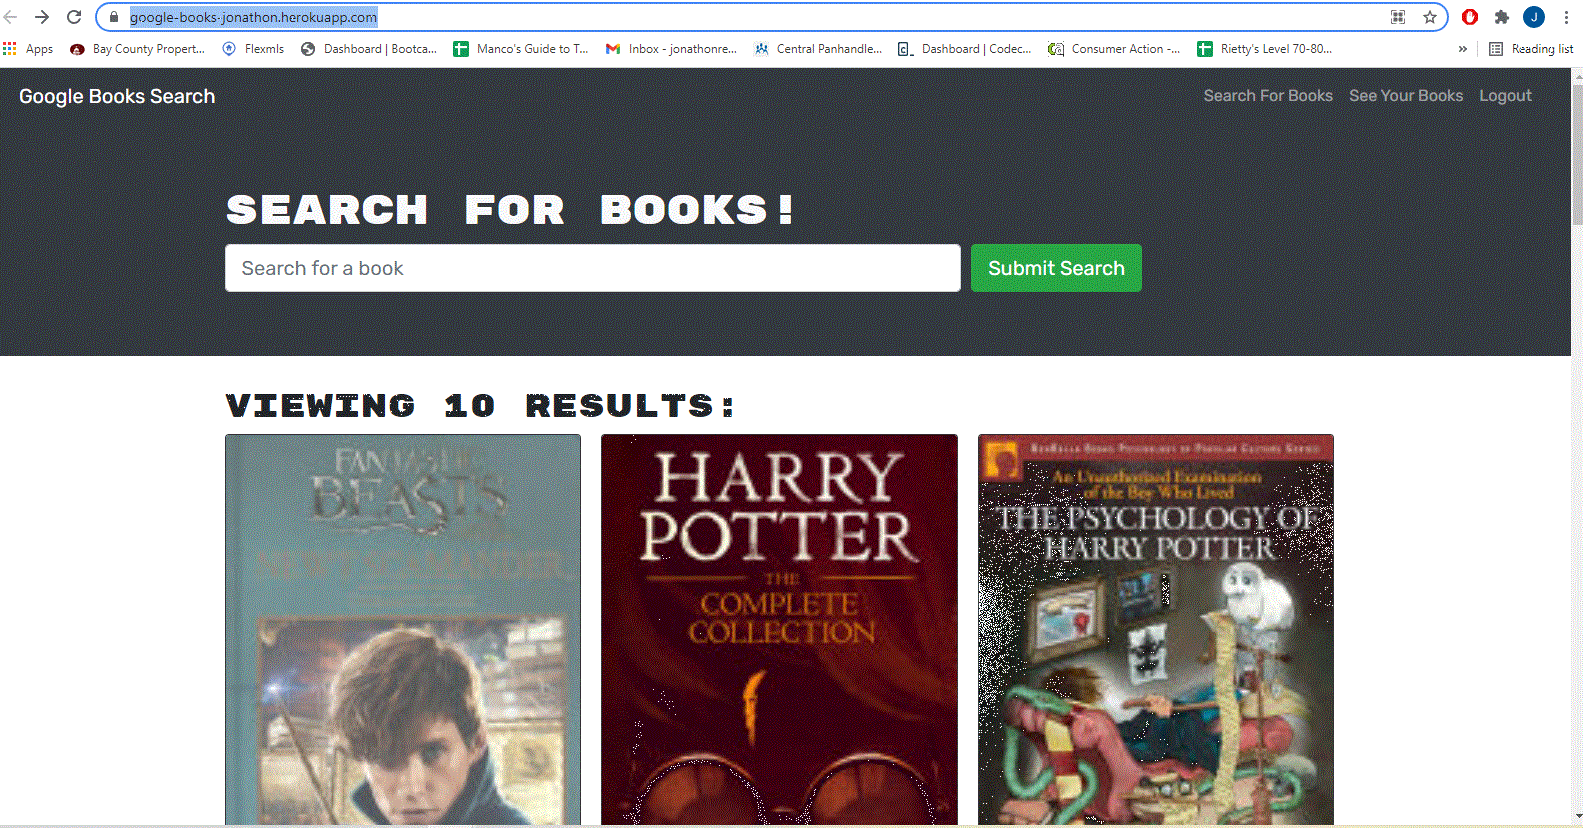 google-books-jonathon.herokuapp.com
J
Apps Bay County Propert... Flexmls Dashboard | Bootca... Manco's Guide to T... Inbox - jonathonre... Central Panhandle... Dashboard | Codec... Consumer Action -... Rietty's Level 70-80... » Reading list
Google Books Search
Search For Books See Your Books Logout
SEARCH FOR BOOKS!
Search for a book
Submit Search
VIEWING 10 RESULTS:
FANTASTIC
BEASTS
HARRY
POTTER
THE
COMPLETE
COLLECTION
An Unauthorized Examination
of the Boy Who Lived
THE PSYCHOLOGY OF
HARRY POTTER